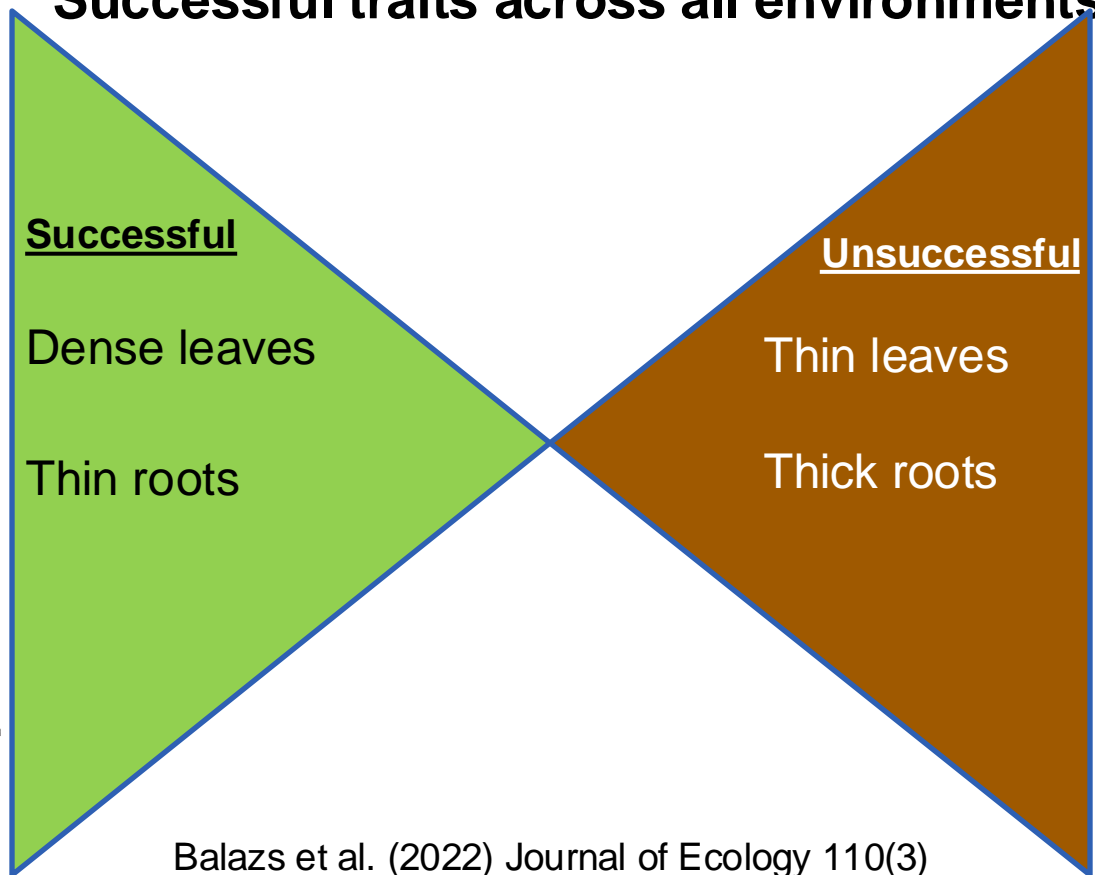 Successful traits across all environments
Successful
Unsuccessful
Dense leaves
Thin leaves
Thin roots
Thick roots
Balazs et al. (2022) Journal of Ecology 110(3)